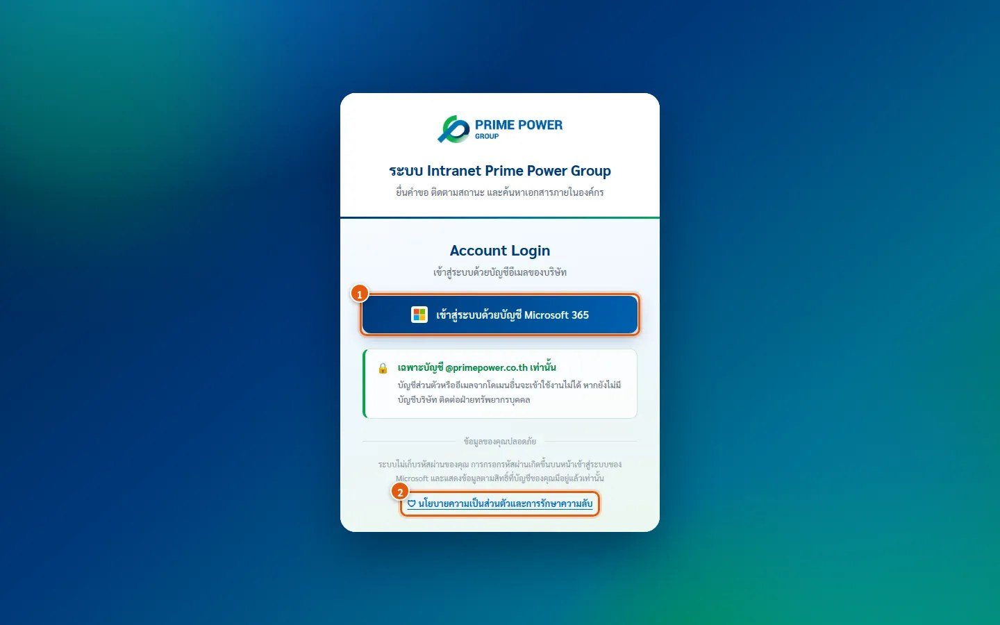 PRIME POWER
GROUP
ระบบ Intranet Prime Power Group
ยื่นคำขอ ติดตามสถานะ และค้นหาเอกสารภายในองค์กร
Account Login
เข้าสู่ระบบด้วยบัญชีอีเมลของบริษัท
1
เข้าสู่ระบบด้วยบัญชี Microsoft 365
เฉพาะบัญชี @primepower.co.th เท่านั้น
บัญชีส่วนตัวหรืออีเมลจากโดเมนอื่นจะเข้าใช้งานไม่ได้ หากยังไม่มี
บัญชีบริษัท ติดต่อฝ่ายทรัพยากรบุคคล
ข้อมูลของคุณปลอดภัย
ระบบไม่เก็บรหัสผ่านของคุณ การกรอกรหัสผ่านเกิดขึ้นบนหน้าเข้าสู่ระบบของ
Microsoft และแสดงข้อมูลตามสิทธิ์ที่บัญชีของคุณมีอยู่แล้วเท่านั้น
2
นโยบายความเป็นส่วนตัวและการรักษาความลับ